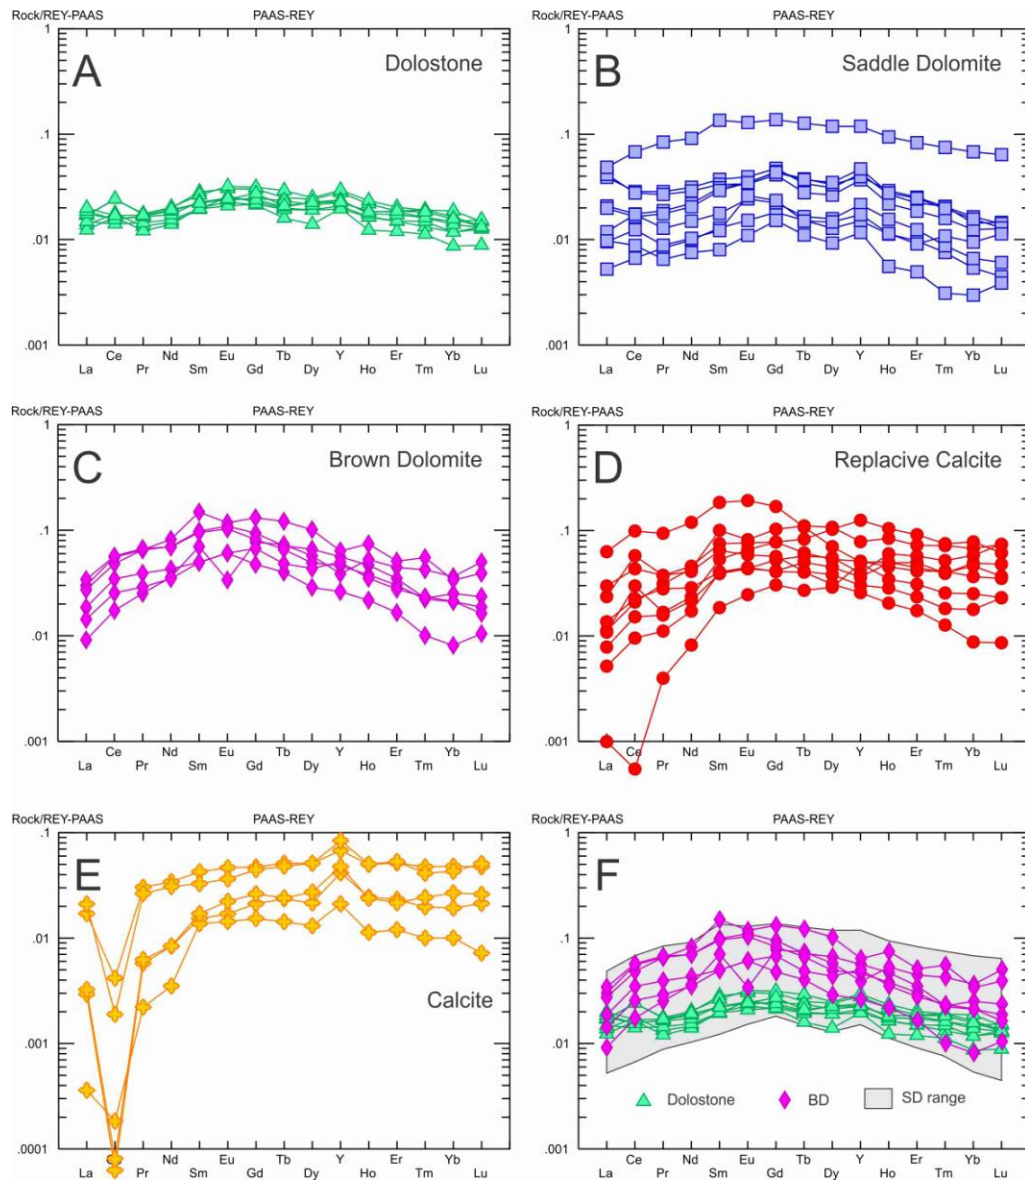 Rock/REY-PAAS PAAS-REY
1
A Dolostone
.1
.01
.001
Ce Nd Eu Tb Y Er Yb
La Pr Sm Gd Dy Ho Tm Lu
Rock/REY-PAAS PAAS-REY
1
B Saddle Dolomite
.1
.01
.001
Ce Nd Eu Tb Y Er Yb
La Pr Sm Gd Dy Ho Tm Lu
Rock/REY-PAAS PAAS-REY
1
C Brown Dolomite
.1
.01
.001
Ce Nd Eu Tb Y Er Yb
La Pr Sm Gd Dy Ho Tm Lu
Rock/REY-PAAS PAAS-REY
1
D Replacive Calcite
.1
.01
.001
Ce Nd Eu Tb Y Er Yb
La Pr Sm Gd Dy Ho Tm Lu
Rock/REY-PAAS PAAS-REY
.1
E
.01
Calcite
.001
.0001
Nd Eu Tb Y Er Yb
La Pr Sm Gd Dy Ho Tm Lu
Rock/REY-PAAS PAAS-REY
1
F
.1
.01
Dolostone BD SD range
.001
Ce Nd Eu Tb Y Er Yb
La Pr Sm Gd Dy Ho Tm Lu